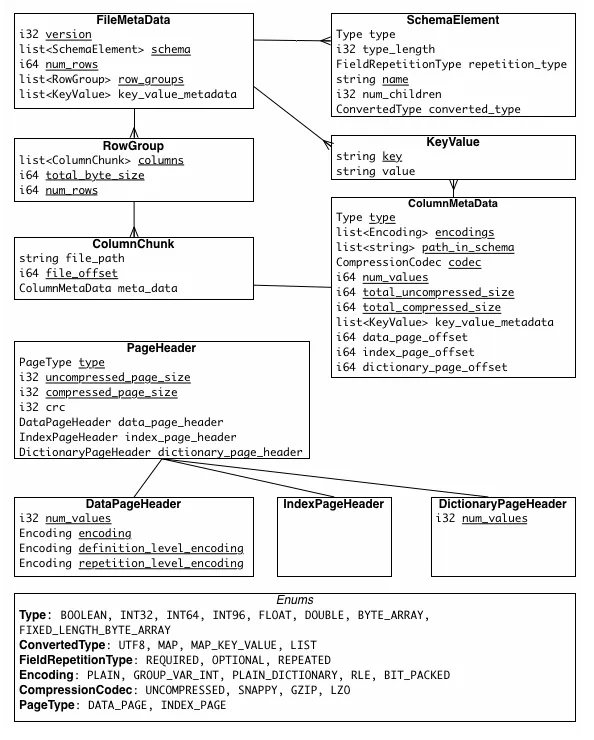 FileMetaData
i32 version
list<SchemaElement> schema
i64 num_rows
list<RowGroup> row_groups
list<KeyValue> key_value_metadata
SchemaElement
Type type
i32 type_length
FieldRepetitionType repetition_type
string name
i32 num_children
ConvertedType converted_type
RowGroup
list<ColumnChunk> columns
i64 total_byte_size
i64 num_rows
KeyValue
string key
string value
ColumnChunk
string file_path
i64 file_offset
ColumnMetaData meta_data
ColumnMetaData
Type type
list<Encoding> encodings
list<string> path_in_schema
CompressionCodec codec
i64 num_values
i64 total_uncompressed_size
i64 total_compressed_size
list<KeyValue> key_value_metadata
i64 data_page_offset
i64 index_page_offset
i64 dictionary_page_offset
PageHeader
PageType type
i32 uncompressed_page_size
i32 compressed_page_size
i32 crc
DataPageHeader data_page_header
IndexPageHeader index_page_header
DictionaryPageHeader dictionary_page_header
DataPageHeader
i32 num_values
Encoding encoding
Encoding definition_level_encoding
Encoding repetition_level_encoding
IndexPageHeader
DictionaryPageHeader
i32 num_values
Enums
Type: BOOLEAN, INT32, INT64, INT96, FLOAT, DOUBLE, BYTE_ARRAY,
FIXED_LENGTH_BYTE_ARRAY
ConvertedType: UTF8, MAP, MAP_KEY_VALUE, LIST
FieldRepetitionType: REQUIRED, OPTIONAL, REPEATED
Encoding: PLAIN, GROUP_VAR_INT, PLAIN_DICTIONARY, RLE, BIT_PACKED
CompressionCodec: UNCOMPRESSED, SNAPPY, GZIP, LZO
PageType: DATA_PAGE, INDEX_PAGE